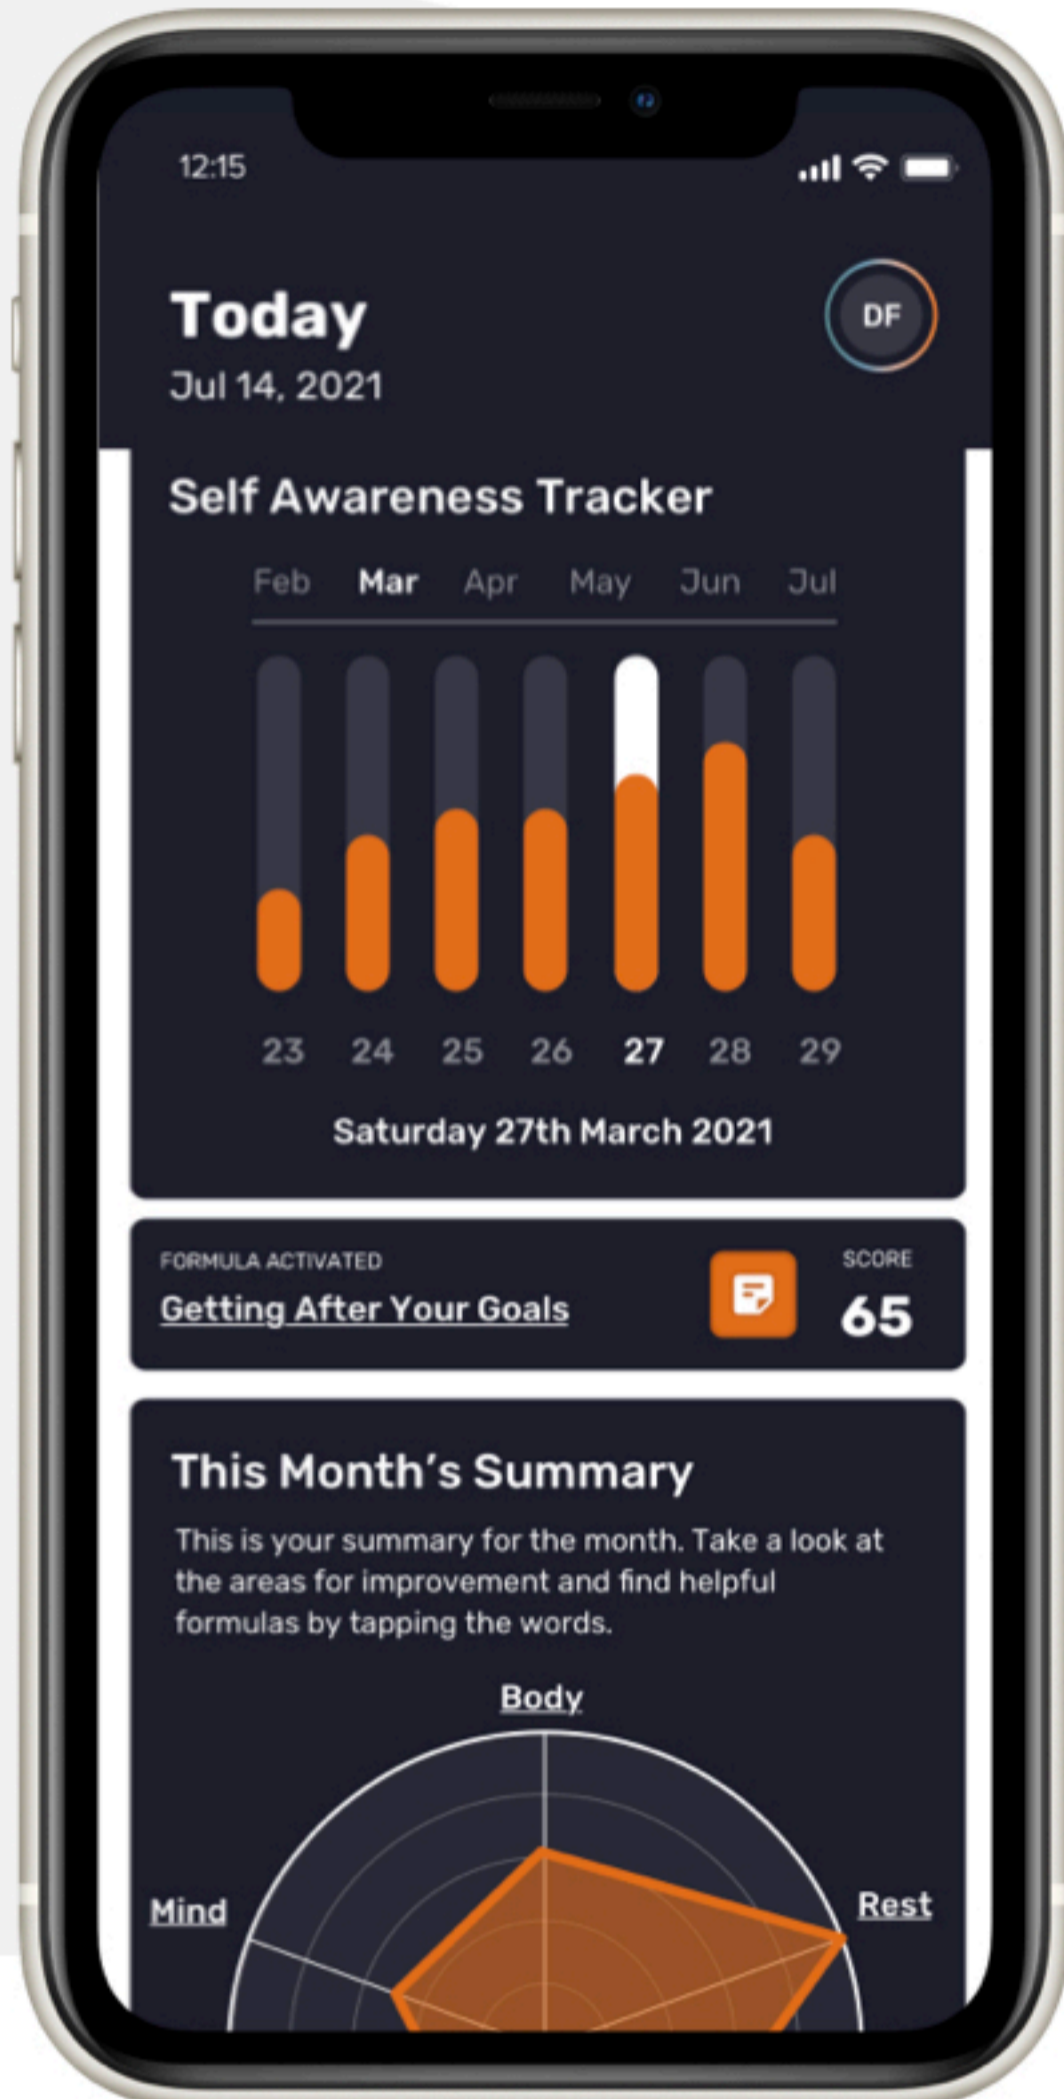 12:15
Today
DF
Jul 14, 2021
Self Awareness Tracker
Feb Mar Apr May Jun Jul
23 24 25 26 27 28 29
Saturday 27th March 2021
FORMULA ACTIVATED
Getting After Your Goals
SCORE
65
This Month’s Summary
This is your summary for the month. Take a look at
the areas for improvement and find helpful
formulas by tapping the words.
Body
Mind
Rest